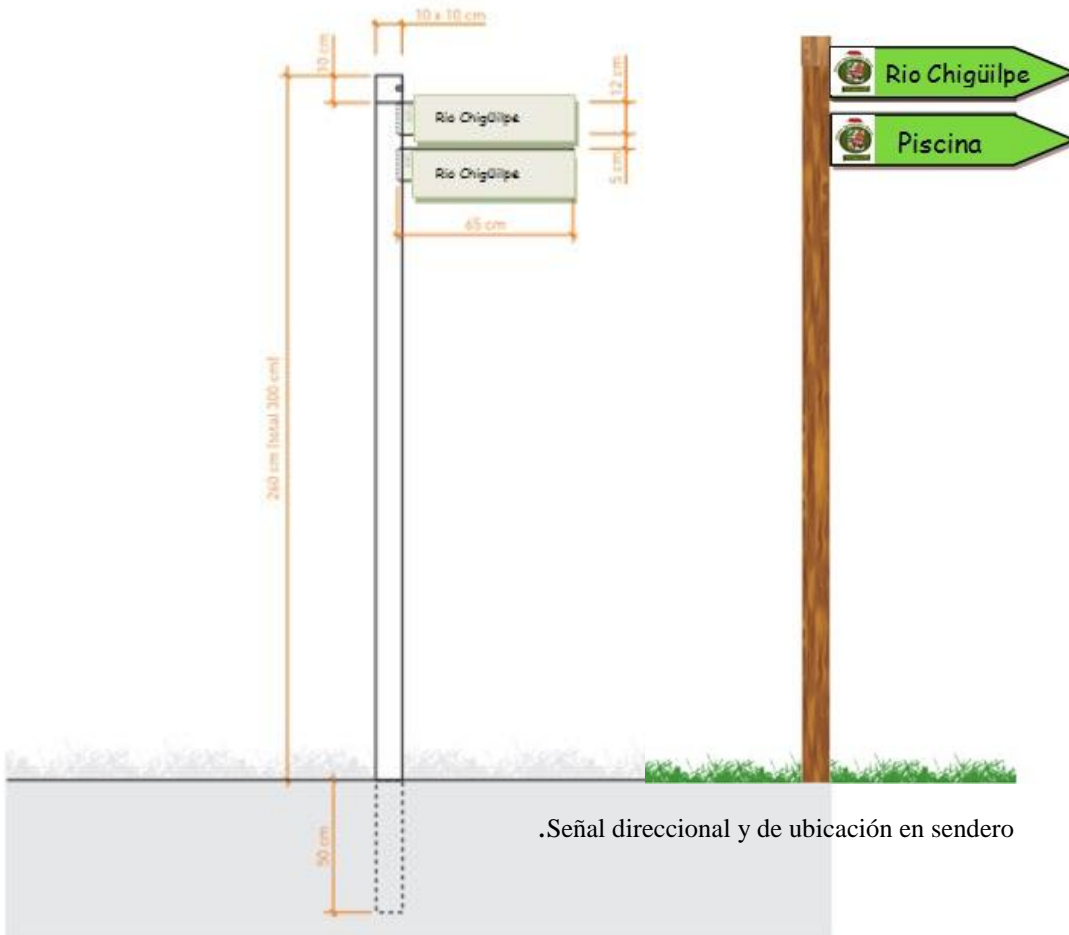 10 x 10 cm
10 cm
12 cm
Rio Chigüilpe
Rio Chigüilpe
5 cm
65 cm
260 cm (total 300 cm)
50 cm
Rio Chigüilpe
Piscina
.Señal direccional y de ubicación en sendero